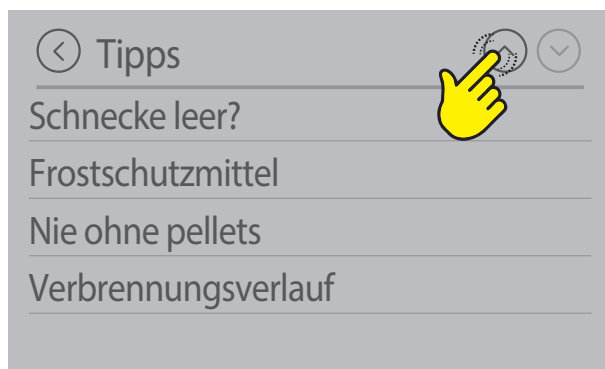 Tipps
Schnecke leer?
Frostschutzmittel
Nie ohne pellets
Verbrennungsverlauf